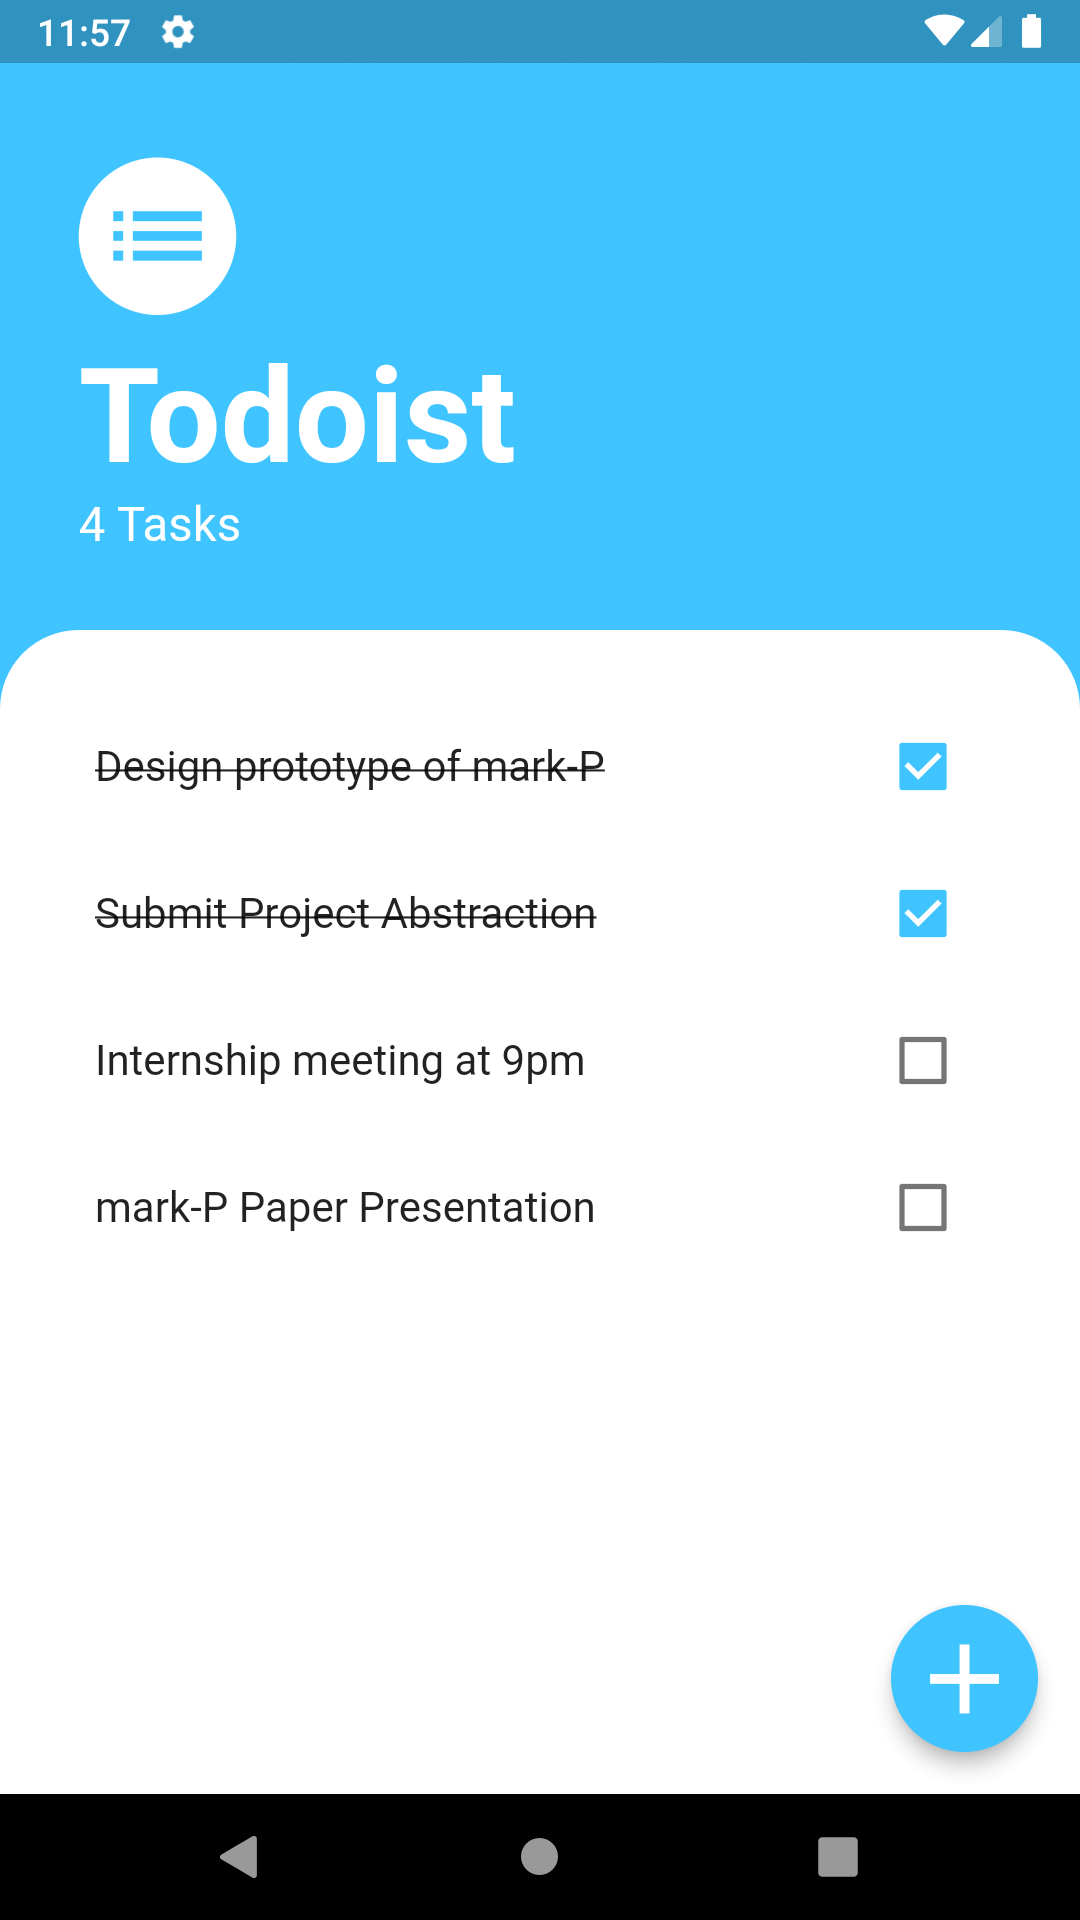 11:57
Todoist
4 Tasks
Design prototype of mark-P
Submit Project Abstraction
Internship meeting at 9pm
mark-P Paper Presentation